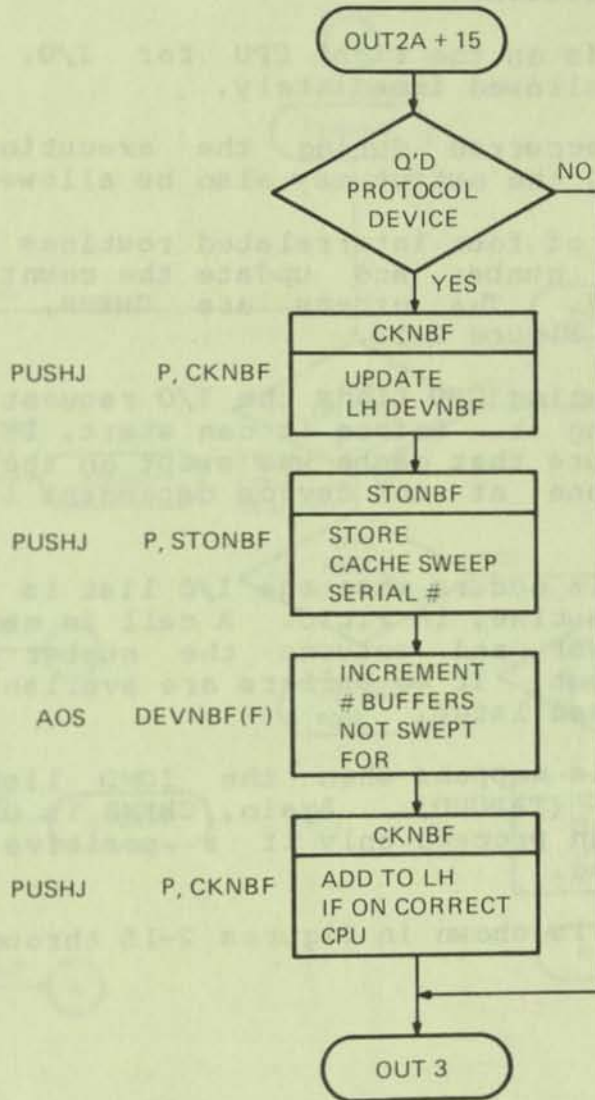 OUT2A + 15
Q'D
PROTOCOL
DEVICE
NO
YES
CKNBF
PUSHJ P, CKNBF
UPDATE
LH DEVNBF
STONBF
PUSHJ P, STONBF
STORE
CACHE SWEEP
SERIAL #
AOS DEVNBF(F)
INCREMENT
# BUFFERS
NOT SWEPT
FOR
CKNBF
PUSHJ P, CKNBF
ADD TO LH
IF ON CORRECT
CPU
OUT 3